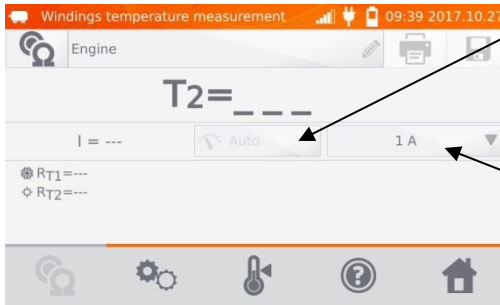 Windings temperature measurement 09:39 2017.10.27
Engine
T2=_ _ _
I = ---
Auto
1 A
RT1=---
RT2=---